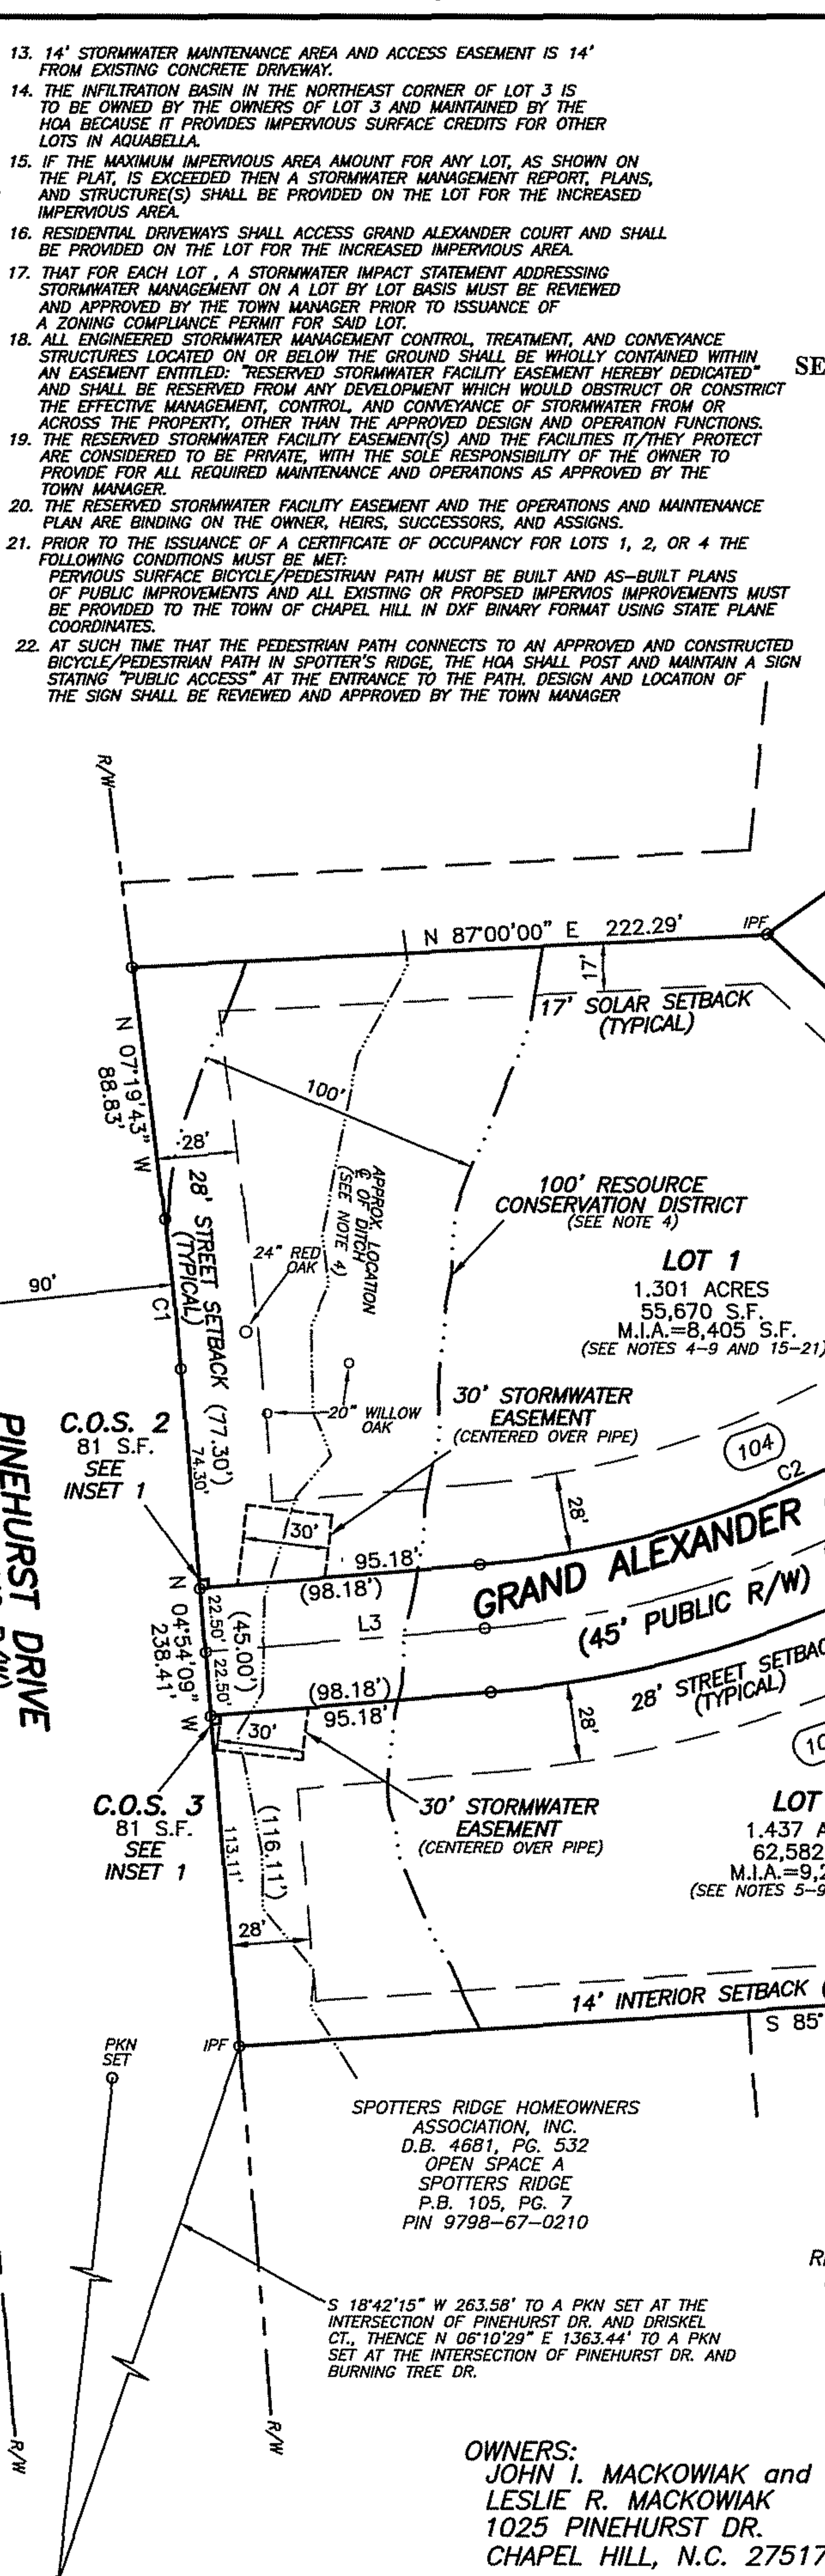 13. 14' STORMWATER MAINTENANCE AREA AND ACCESS EASEMENT IS 14'
FROM EXISTING CONCRETE DRIVEWAY.
14. THE INFILTRATION BASIN IN THE NORTHEAST CORNER OF LOT 3 IS
TO BE OWNED BY THE OWNERS OF LOT 3 AND MAINTAINED BY THE
HOA BECAUSE IT PROVIDES IMPERVIOUS SURFACE CREDITS FOR OTHER
LOTS IN AQUABELLA.
15. IF THE MAXIMUM IMPERVIOUS AREA AMOUNT FOR ANY LOT, AS SHOWN ON
THE PLAT, IS EXCEEDED THEN A STORMWATER MANAGEMENT REPORT, PLANS,
AND STRUCTURE(S) SHALL BE PROVIDED ON THE LOT FOR THE INCREASED
IMPERVIOUS AREA.
16. RESIDENTIAL DRIVEWAYS SHALL ACCESS GRAND ALEXANDER COURT AND SHALL
BE PROVIDED ON THE LOT FOR THE INCREASED IMPERVIOUS AREA.
17. THAT FOR EACH LOT , A STORMWATER IMPACT STATEMENT ADDRESSING
STORMWATER MANAGEMENT ON A LOT BY LOT BASIS MUST BE REVIEWED
AND APPROVED BY THE TOWN MANAGER PRIOR TO ISSUANCE OF
A ZONING COMPLIANCE PERMIT FOR SAID LOT.
18. ALL ENGINEERED STORMWATER MANAGEMENT CONTROL, TREATMENT, AND CONVEYANCE
STRUCTURES LOCATED ON OR BELOW THE GROUND SHALL BE WHOLLY CONTAINED WITHIN
AN EASEMENT ENTITLED: "RESERVED STORMWATER FACILITY EASEMENT HEREBY DEDICATED"
AND SHALL BE RESERVED FROM ANY DEVELOPMENT WHICH WOULD OBSTRUCT OR CONSTRICT
THE EFFECTIVE MANAGEMENT, CONTROL, AND CONVEYANCE OF STORMWATER FROM OR
ACROSS THE PROPERTY, OTHER THAN THE APPROVED DESIGN AND OPERATION FUNCTIONS.
19. THE RESERVED STORMWATER FACILITY EASEMENT(S) AND THE FACILITIES IT/THEY PROTECT
ARE CONSIDERED TO BE PRIVATE, WITH THE SOLE RESPONSIBILITY OF THE OWNER TO
PROVIDE FOR ALL REQUIRED MAINTENANCE AND OPERATIONS AS APPROVED BY THE
TOWN MANAGER.
20. THE RESERVED STORMWATER FACILITY EASEMENT AND THE OPERATIONS AND MAINTENANCE
PLAN ARE BINDING ON THE OWNER, HEIRS, SUCCESSORS, AND ASSIGNS.
21. PRIOR TO THE ISSUANCE OF A CERTIFICATE OF OCCUPANCY FOR LOTS 1, 2, OR 4 THE
FOLLOWING CONDITIONS MUST BE MET:
PERVIOUS SURFACE BICYCLE/PEDESTRIAN PATH MUST BE BUILT AND AS-BUILT PLANS
OF PUBLIC IMPROVEMENTS AND ALL EXISTING OR PROPSED IMPERVIOS IMPROVEMENTS MUST
BE PROVIDED TO THE TOWN OF CHAPEL HILL IN DXF BINARY FORMAT USING STATE PLANE
COORDINATES.
22. AT SUCH TIME THAT THE PEDESTRIAN PATH CONNECTS TO AN APPROVED AND CONSTRUCTED
BICYCLE/PEDESTRIAN PATH IN SPOTTER'S RIDGE, THE HOA SHALL POST AND MAINTAIN A SIGN
STATING "PUBLIC ACCESS" AT THE ENTRANCE TO THE PATH. DESIGN AND LOCATION OF
THE SIGN SHALL BE REVIEWED AND APPROVED BY THE TOWN MANAGER
SE
R/W
N 87°00'00" E 222.29'
IPF
17'
17' SOLAR SETBACK
(TYPICAL)
N 07°19'43" W
88.83'
100'
28'
28' STREET SETBACK
(TYPICAL)
APPROX. LOCATION
℄ OF DITCH
(SEE NOTE 4)
100' RESOURCE
CONSERVATION DISTRICT
(SEE NOTE 4)
24" RED
OAK
LOT 1
1.301 ACRES
55,670 S.F.
M.I.A.=8,405 S.F.
(SEE NOTES 4-9 AND 15-21)
90'
C1
(77.30')
74.30'
20" WILLOW
OAK
30' STORMWATER
EASEMENT
(CENTERED OVER PIPE)
C.O.S. 2
81 S.F.
SEE
INSET 1
104
C2
28'
30'
95.18'
(98.18')
GRAND ALEXANDER
(45' PUBLIC R/W)
PINEHURST DRIVE
N 04°54'09" W
238.41'
22.50'
22.50'
(45.00')
L3
(98.18')
95.18'
28' STREET SETBAC
(TYPICAL)
28'
30'
10
C.O.S. 3
81 S.F.
SEE
INSET 1
113.11'
(116.11')
30' STORMWATER
EASEMENT
(CENTERED OVER PIPE)
LOT
1.437 A
62,582
M.I.A.=9,2
(SEE NOTES 5-9
28'
14' INTERIOR SETBACK (
S 85°
PKN
SET
IPF
SPOTTERS RIDGE HOMEOWNERS
ASSOCIATION, INC.
D.B. 4681, PG. 532
OPEN SPACE A
SPOTTERS RIDGE
P.B. 105, PG. 7
PIN 9798-67-0210
S 18°42'15" W 263.58' TO A PKN SET AT THE
INTERSECTION OF PINEHURST DR. AND DRISKEL
CT., THENCE N 06°10'29" E 1363.44' TO A PKN
SET AT THE INTERSECTION OF PINEHURST DR. AND
BURNING TREE DR.
R/W
R/W
OWNERS:
JOHN I. MACKOWIAK and
LESLIE R. MACKOWIAK
1025 PINEHURST DR.
CHAPEL HILL, N.C. 27517